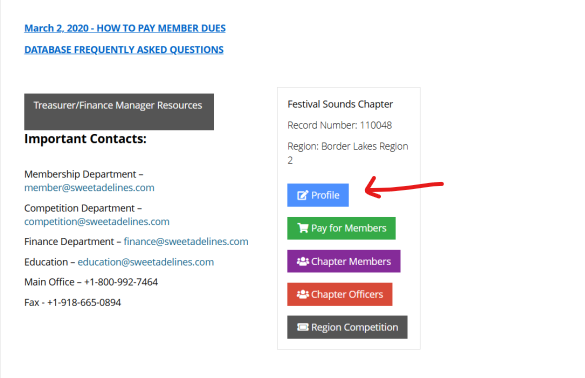 March 2, 2020 - HOW TO PAY MEMBER DUES
DATABASE FREQUENTLY ASKED QUESTIONS
Treasurer/Finance Manager Resources
Important Contacts:
Membership Department –
member@sweetadelines.com
Competition Department –
competition@sweetadelines.com
Finance Department – finance@sweetadelines.com
Education – education@sweetadelines.com
Main Office – +1-800-992-7464
Fax - +1-918-665-0894
Festival Sounds Chapter
Record Number: 110048
Region: Border Lakes Region
2
Profile
Pay for Members
Chapter Members
Chapter Officers
Region Competition